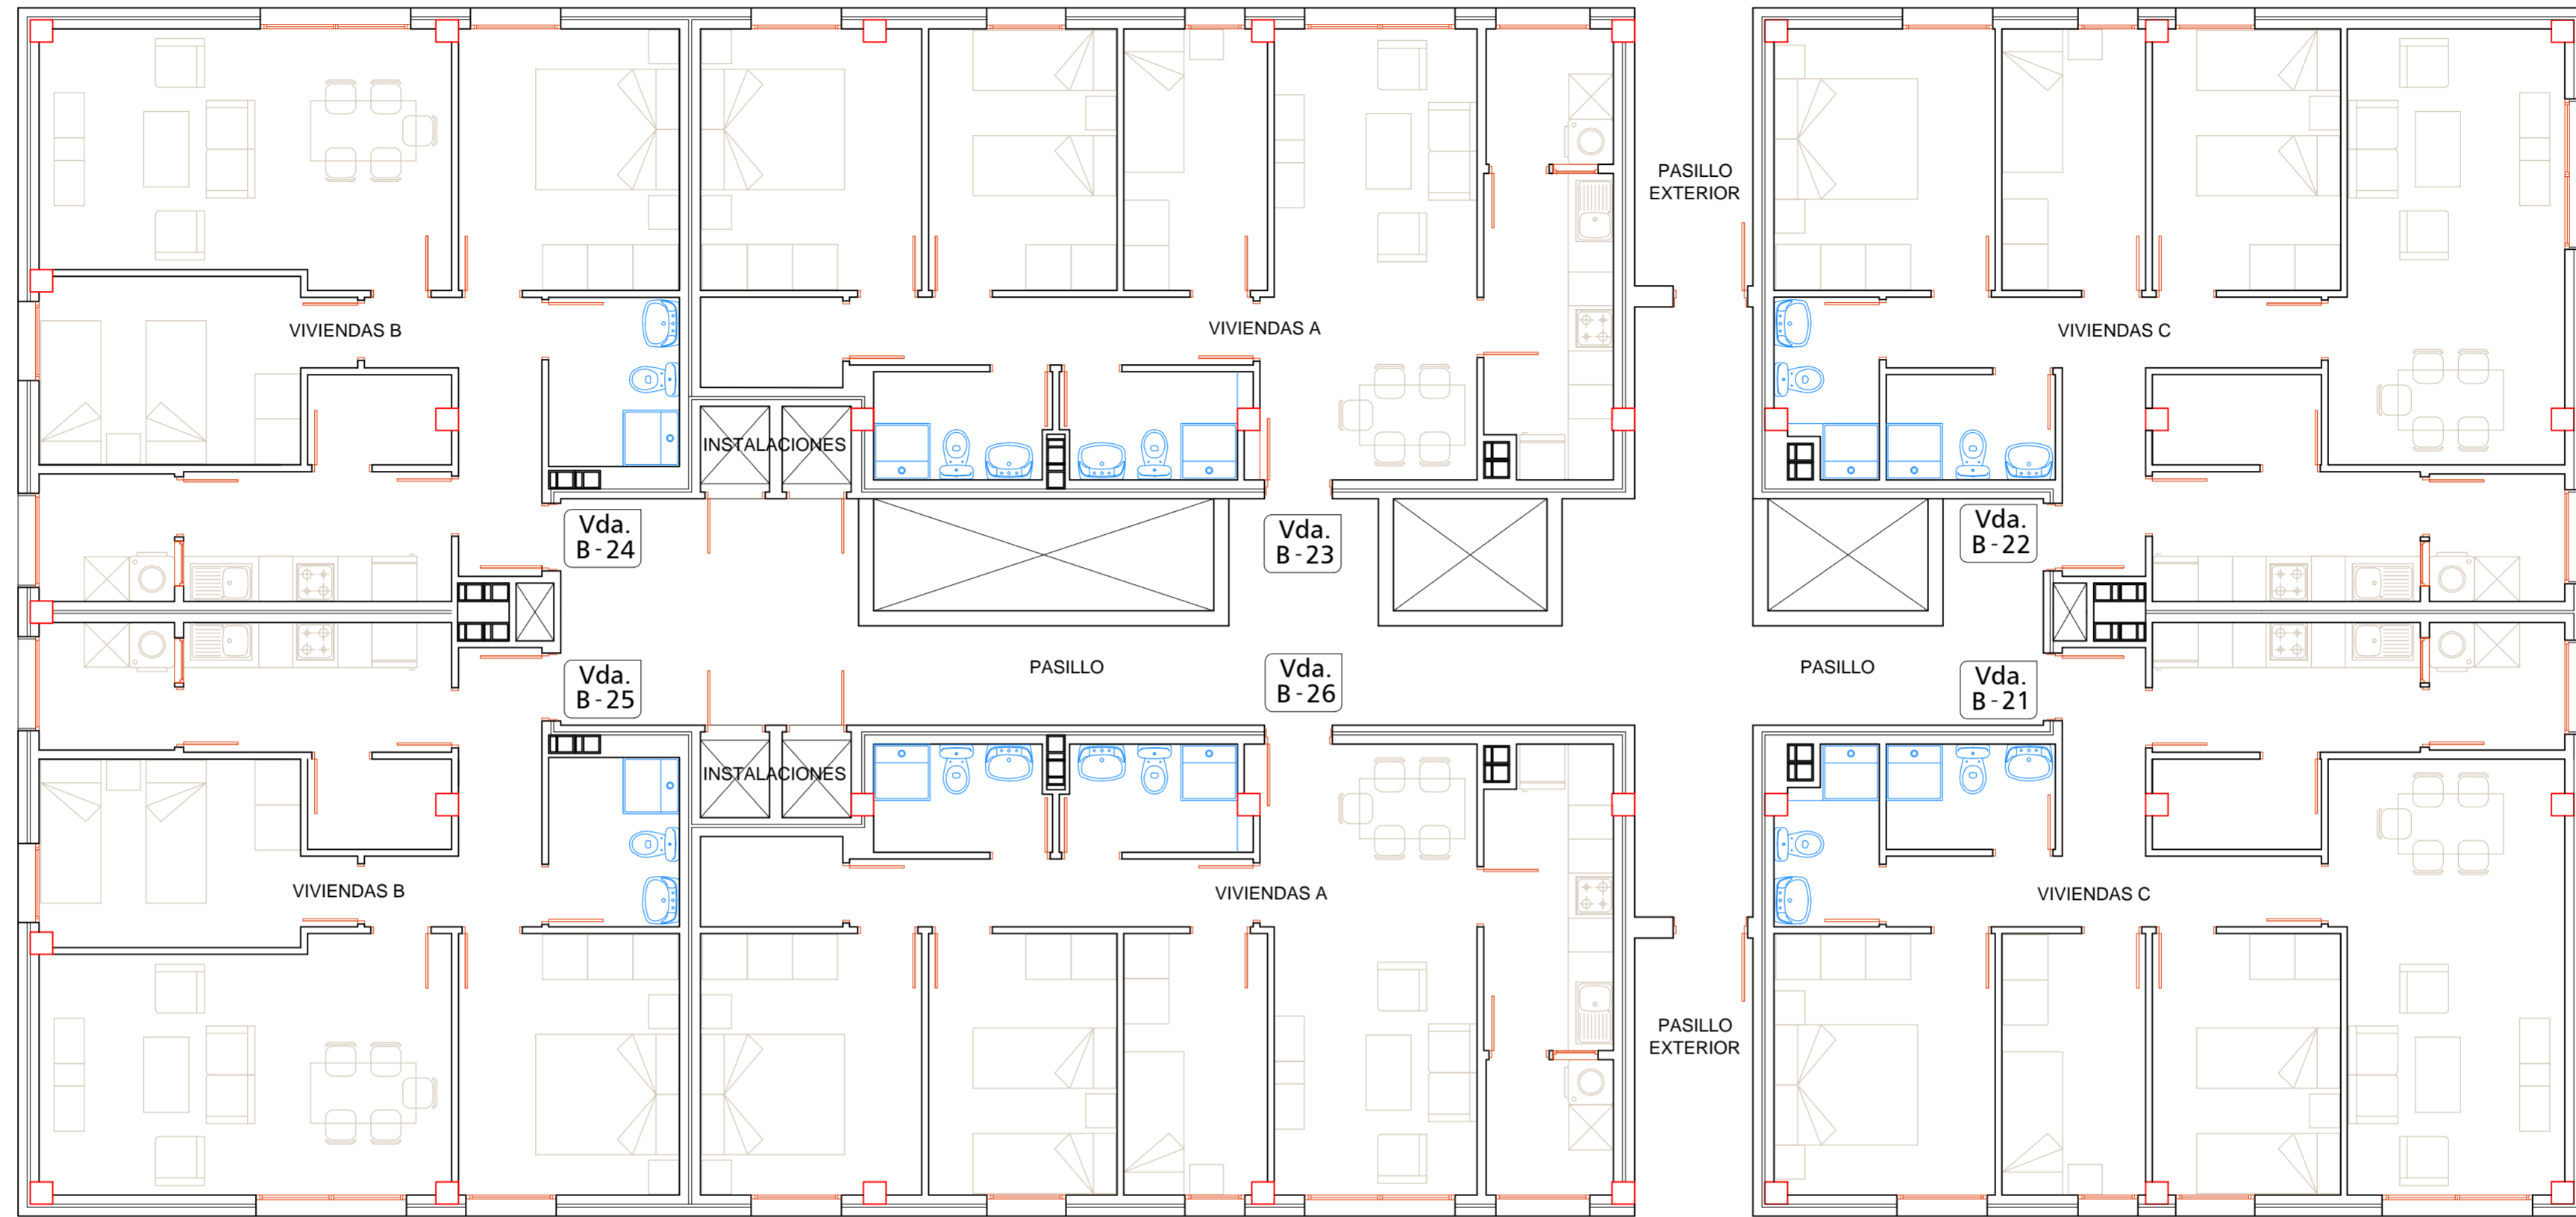 PASILLO
EXTERIOR
VIVIENDAS B
VIVIENDAS A
VIVIENDAS C
INSTALACIONES
Vda.
B-24
Vda.
B-23
Vda.
B-22
PASILLO
PASILLO
Vda.
B-25
Vda.
B-26
Vda.
B-21
INSTALACIONES
VIVIENDAS B
VIVIENDAS A
VIVIENDAS C
PASILLO
EXTERIOR